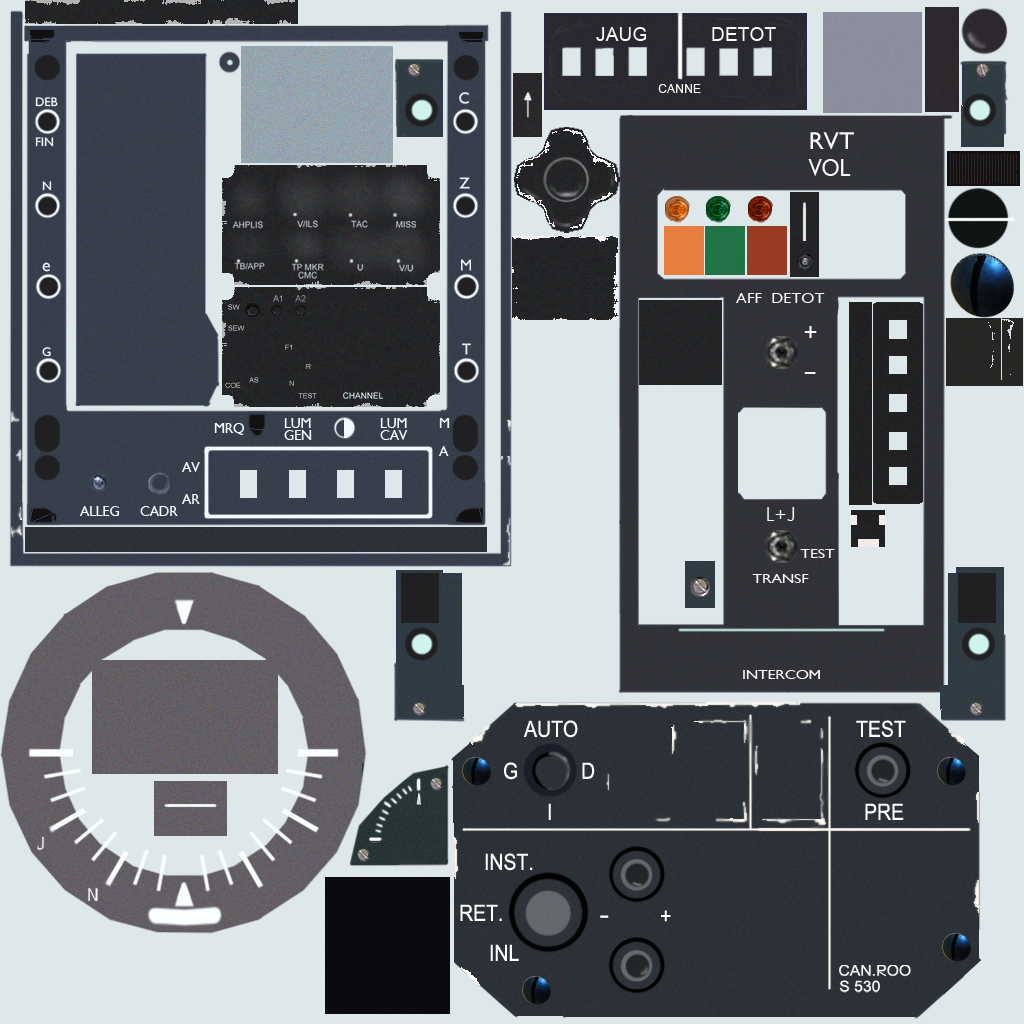 JAUG DETOT
CANNE
RVT
VOL
DEB
FIN
N
e
G
C
Z
M
T
AHPLIS V/ILS TAC MISS
TB/APP TP MKR U V/U
CMC
SW A1 A2
SEW
F1
R
COE AS N
TEST CHANNEL
MRQ LUM GEN LUM CAV M
A
AV
AR
ALLEG CADR
AFF DETOT
+
–
L+J
TEST
TRANSF
INTERCOM
J
N
AUTO
G D
I
TEST
PRE
INST.
RET.
INL
– +
CAN.ROO
S 530